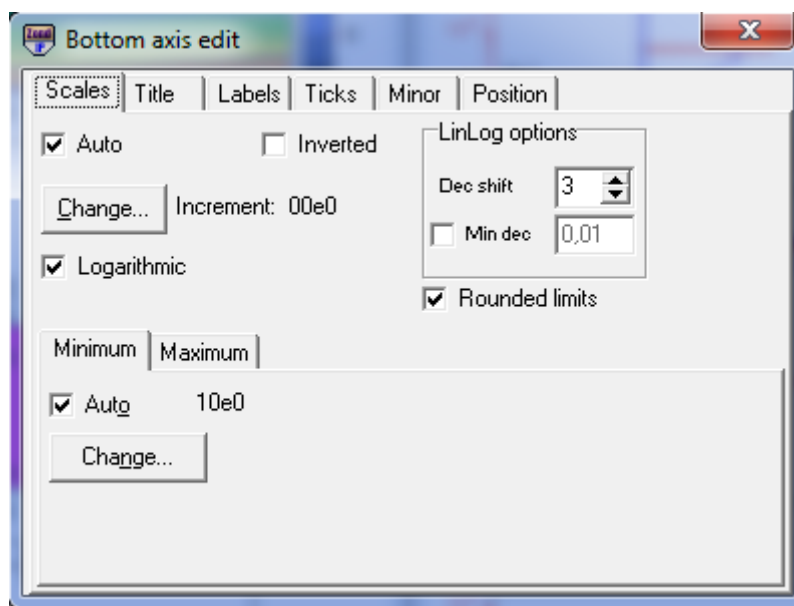 Bottom axis edit
Scales Title Labels Ticks Minor Position
Auto Inverted
LinLog options
Dec shift 3
Change... Increment: 00e0
Min dec 0,01
Logarithmic
Rounded limits
Minimum Maximum
Auto 10e0
Change...